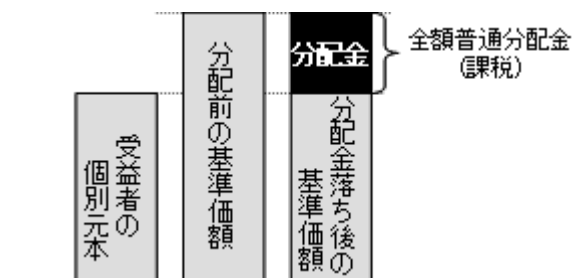 受益者の
個別元本
分配前の基準価額
分配金
分配金落ち後の
基準価額
全額普通分配金
(課税)